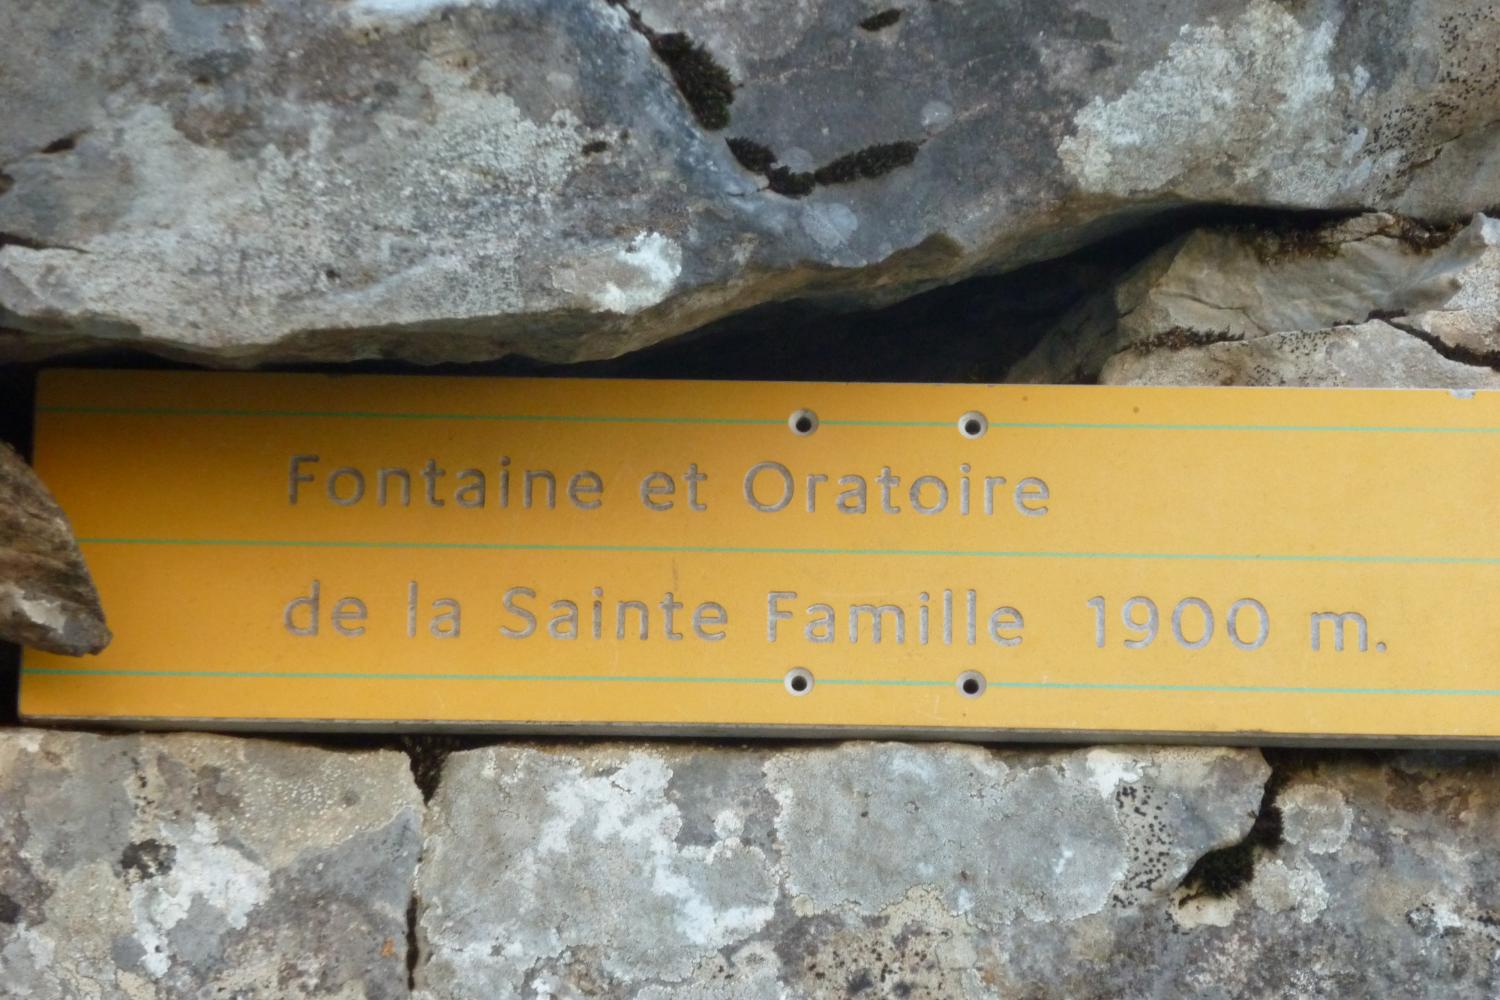 Fontaine et Oratoire
de la Sainte Famille 1900 m.